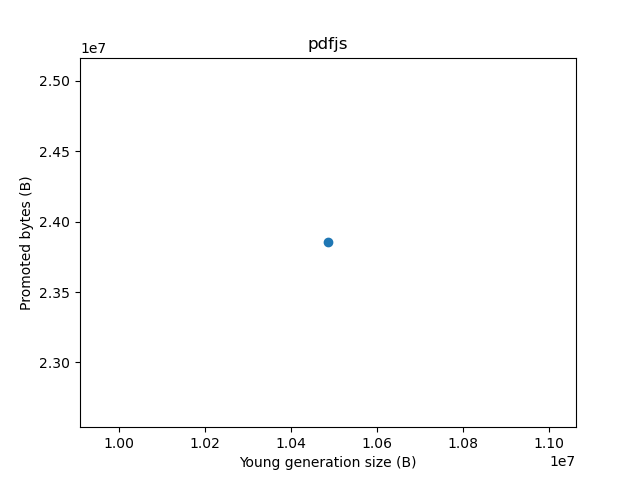 pdfjs
1e7
2.50
2.45
2.40
2.35
2.30
Promoted bytes (B)
1.00 1.02 1.04 1.06 1.08 1.10
Young generation size (B)
1e7